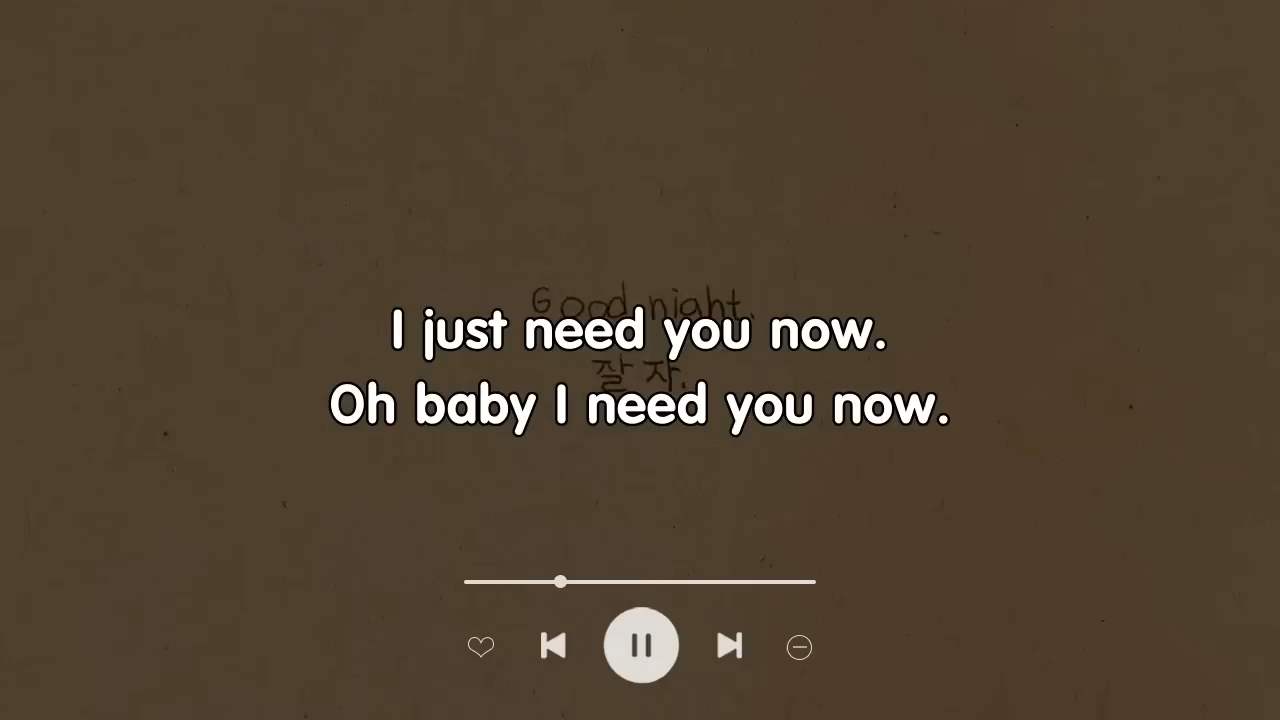 Good night.
I just need you now.
잘 자.
Oh baby I need you now.